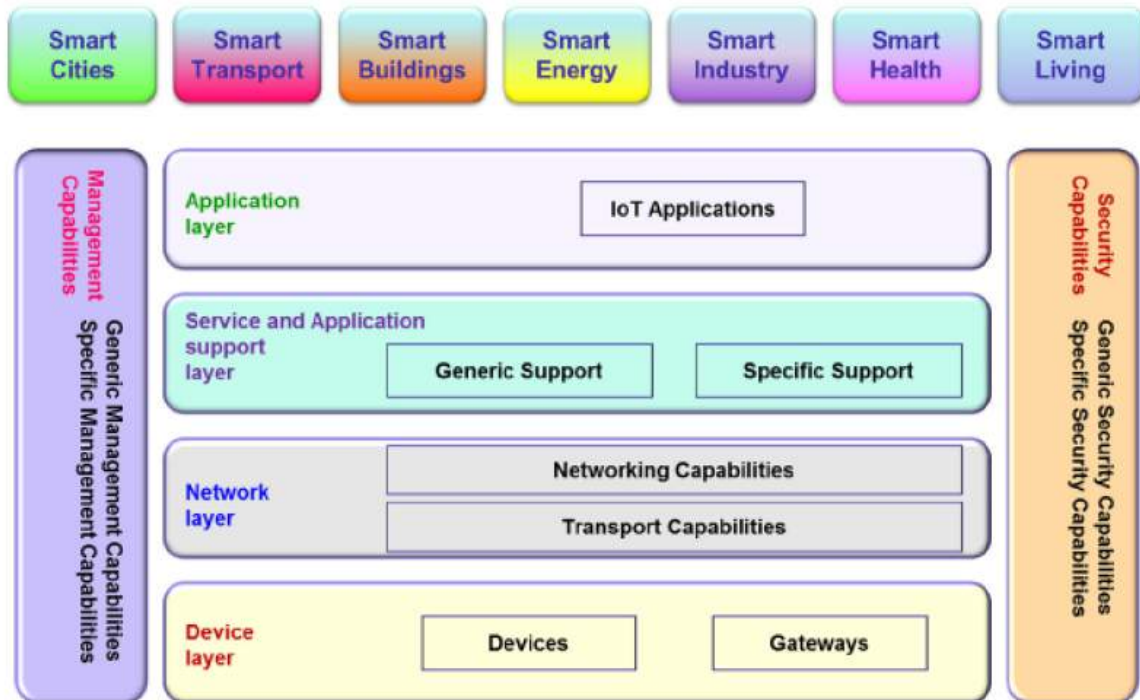 Smart
Cities
Smart
Transport
Smart
Buildings
Smart
Energy
Smart
Industry
Smart
Health
Smart
Living
Management
Capabilities
Generic Management Capabilities
Specific Management Capabilities
Application
layer
IoT Applications
Service and Application
support
layer
Generic Support
Specific Support
Network
layer
Networking Capabilities
Transport Capabilities
Device
layer
Devices
Gateways
Security
Capabilities
Generic Security Capabilities
Specific Security Capabilities